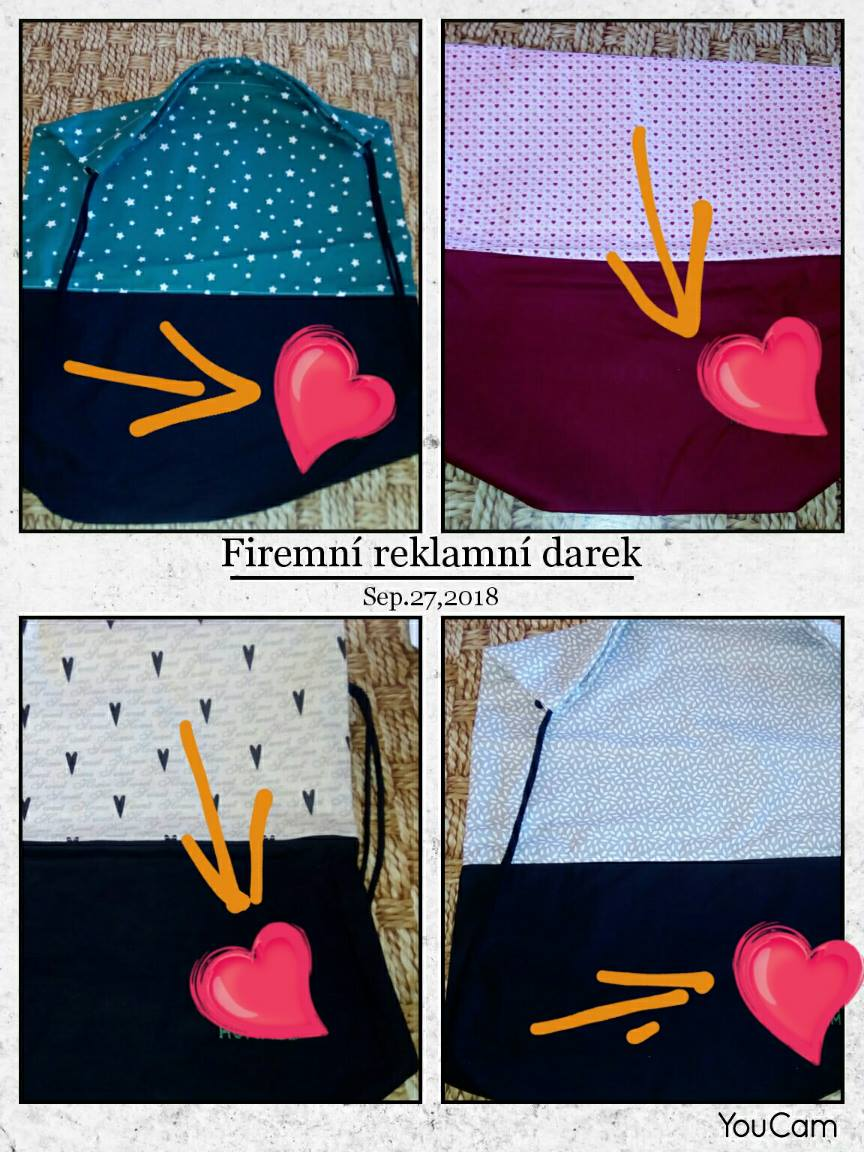 Firemní reklamní darek
Sep.27,2018
YouCam